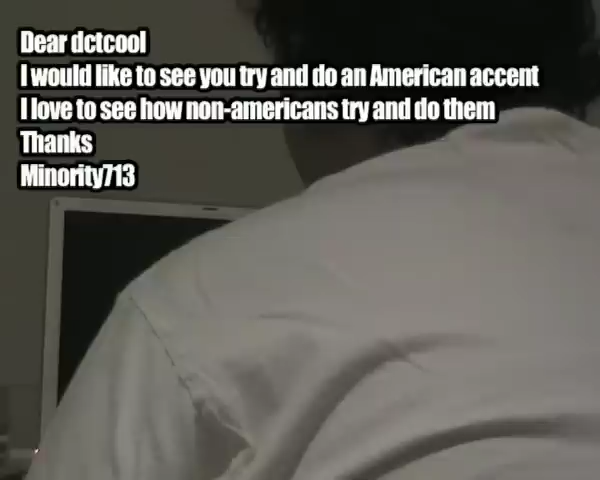 Dear dctcool
I would like to see you try and do an American accent
I love to see how non-americans try and do them
Thanks
Minority713